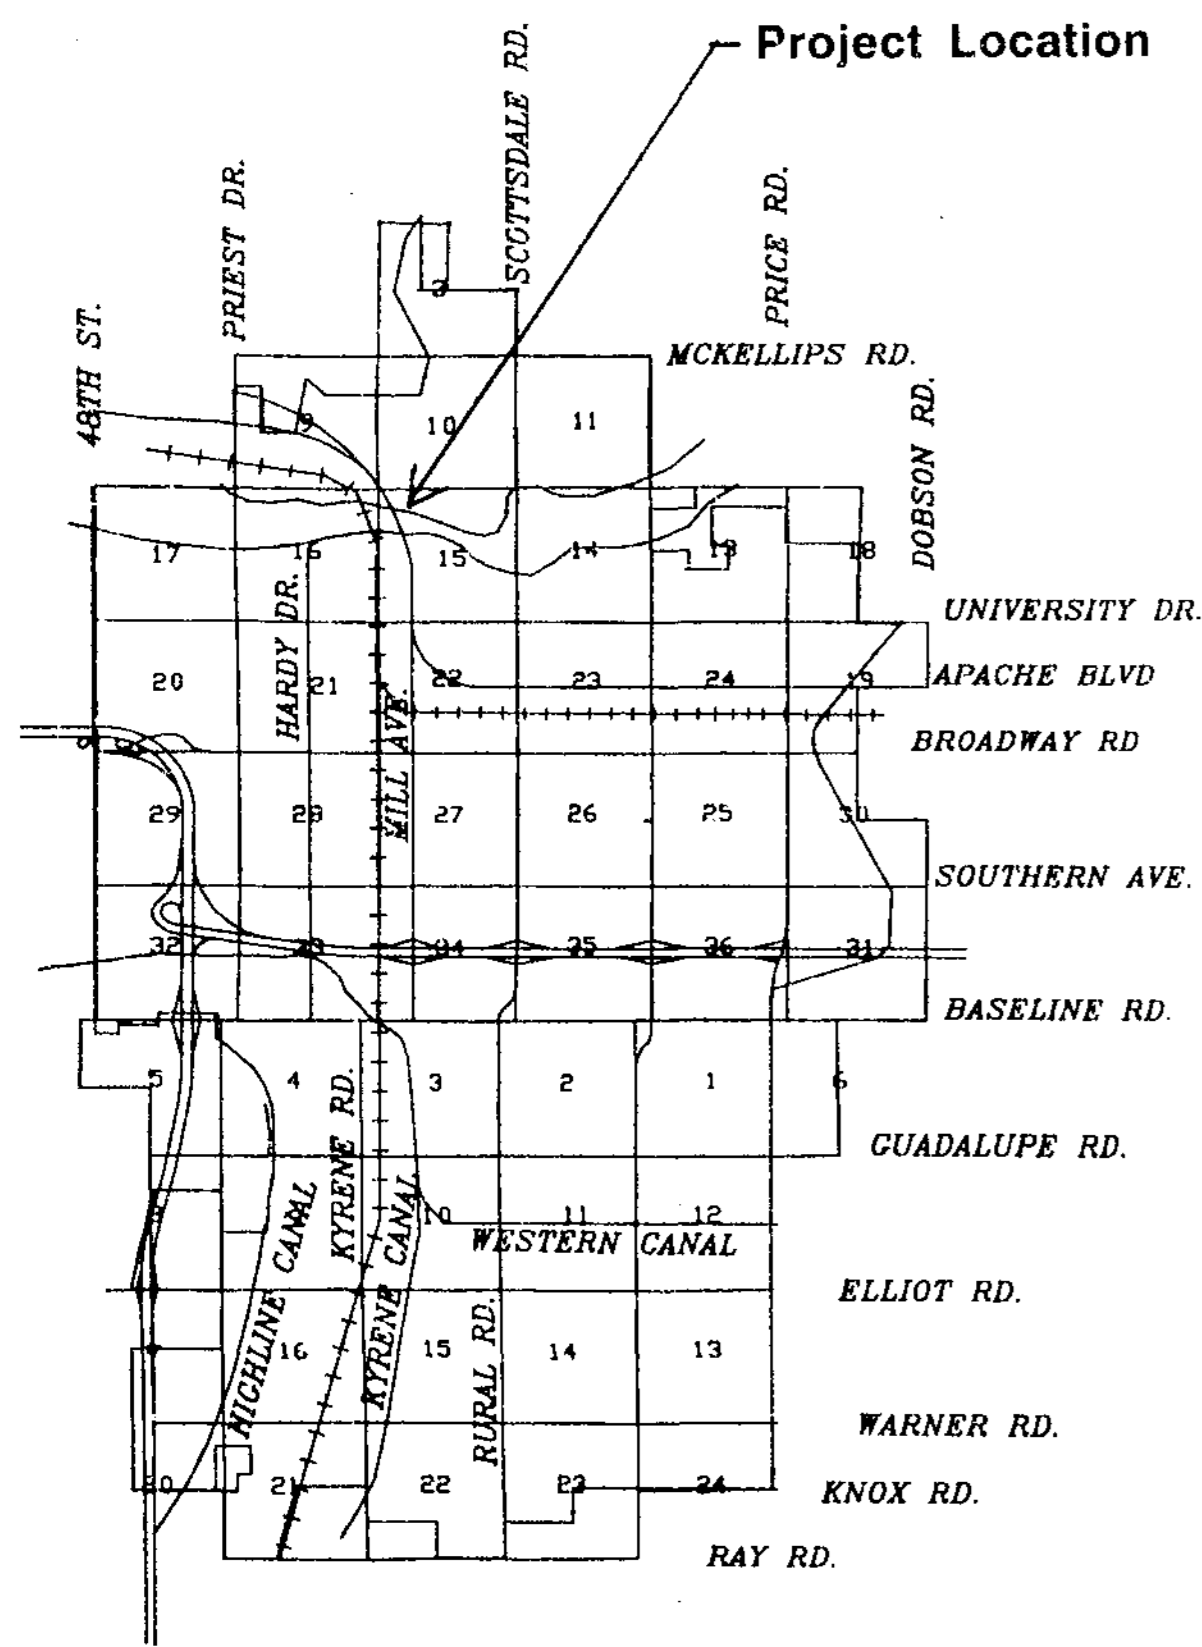 Project Location
SCOTTSDALE RD.
PRIEST DR.
PRICE RD.
48TH ST.
3
MCKELLIPS RD.
DOBSON RD.
9
10
11
17
16
15
14
13
18
HARDY DR.
UNIVERSITY DR.
20
21
22
23
24
19
APACHE BLVD
MILL AVE.
BROADWAY RD
29
28
27
26
25
30
SOUTHERN AVE.
32
33
34
35
36
31
BASELINE RD.
5
4
3
2
1
6
KYRENE RD.
GUADALUPE RD.
HIGHLINE CANAL
KYRENE CANAL
10
11
12
WESTERN CANAL
ELLIOT RD.
16
15
14
13
RURAL RD.
WARNER RD.
20
21
22
23
24
KNOX RD.
RAY RD.